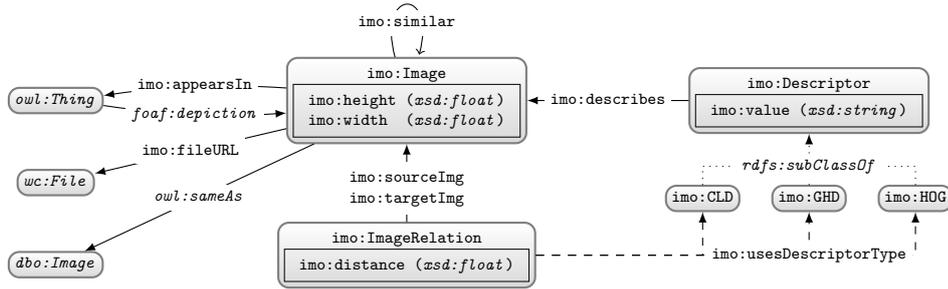 imo:similar
imo:Image
imo:height (xsd:float)
imo:width (xsd:float)
imo:appearsIn
owl:Thing
foaf:depiction
imo:fileURL
wc:File
owl:sameAs
dbo:Image
imo:describes
imo:Descriptor
imo:value (xsd:string)
rdfs:subClassOf
imo:CLD
imo:GHD
imo:HOG
imo:sourceImg
imo:targetImg
imo:ImageRelation
imo:distance (xsd:float)
imo:usesDescriptorType